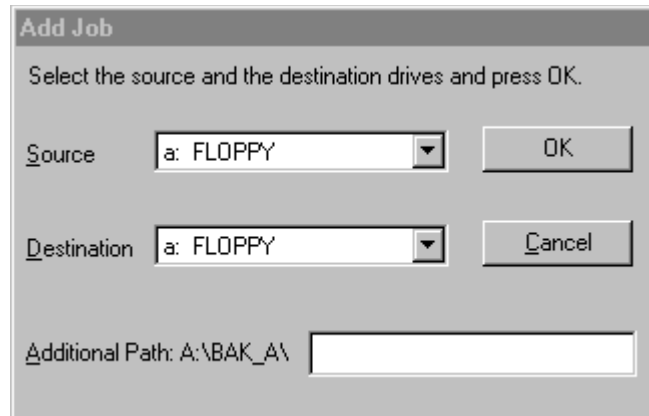 Add Job
Select the source and the destination drives and press OK.
Source a: FLOPPY OK
Destination a: FLOPPY Cancel
Additional Path: A:\BAK_A\